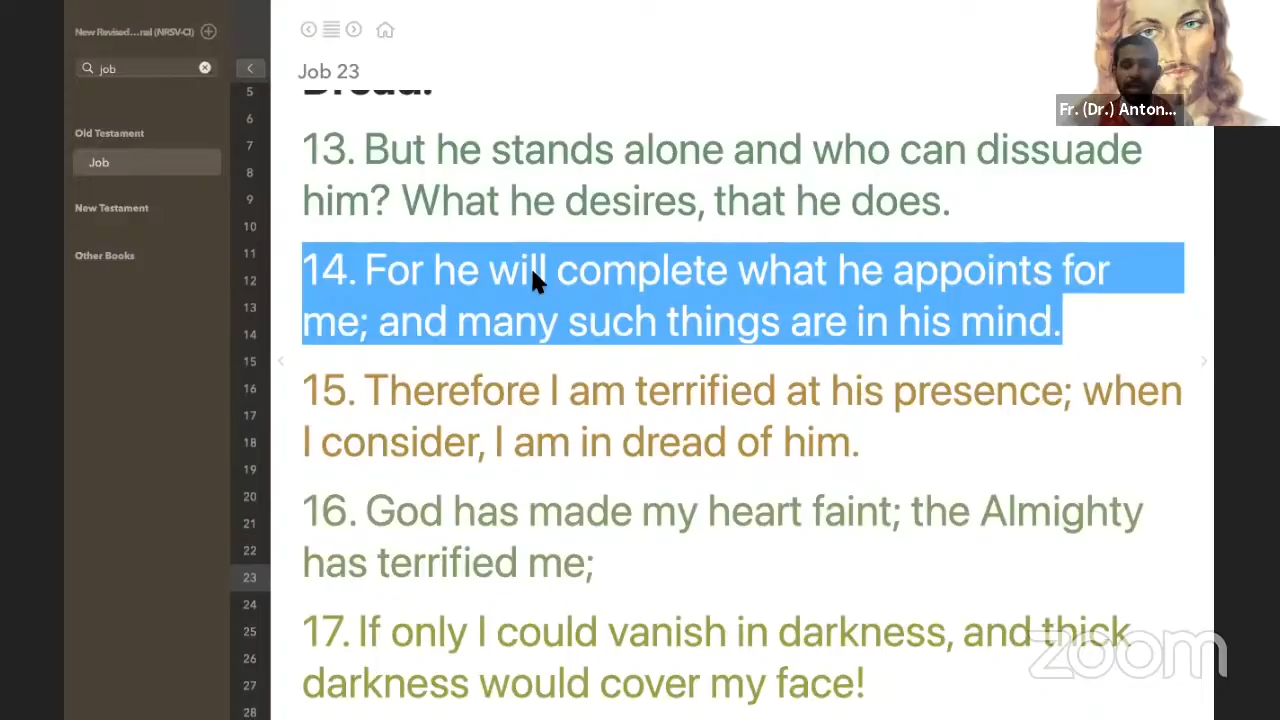 New Revised...nal (NRSV-CI)
job
Old Testament
Job
New Testament
Other Books
5
6
7
8
9
10
11
12
13
14
15
16
17
18
19
20
21
22
23
24
25
26
27
28
Job 23
Dread.
13. But he stands alone and who can dissuade
him? What he desires, that he does.
14. For he will complete what he appoints for
me; and many such things are in his mind.
15. Therefore I am terrified at his presence; when
I consider, I am in dread of him.
16. God has made my heart faint; the Almighty
has terrified me;
17. If only I could vanish in darkness, and thick
darkness would cover my face!
Fr. (Dr.) Anton...
zoom